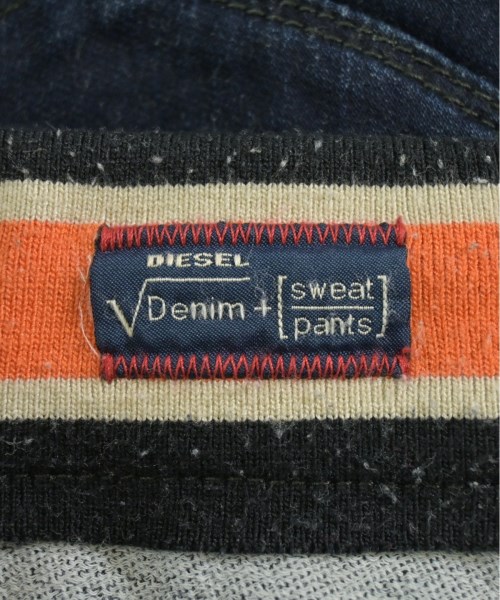 DIESEL
√Denim + [sweat/pants]